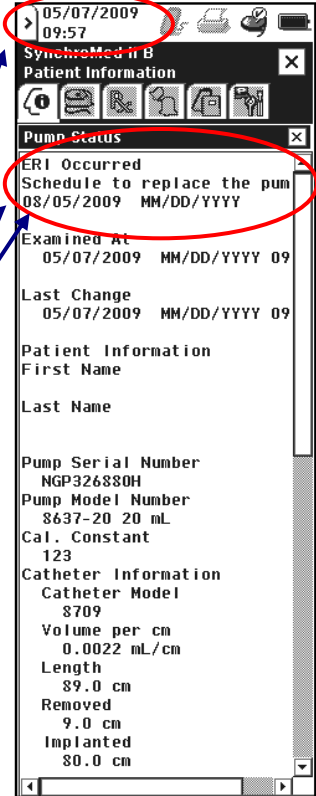 05/07/2009
09:57
SynchroMed II B
Patient Information
Pump Status
ERI Occurred
Schedule to replace the pum
08/05/2009 MM/DD/YYYY
Examined At
05/07/2009 MM/DD/YYYY 09
Last Change
05/07/2009 MM/DD/YYYY 09
Patient Information
First Name
Last Name
Pump Serial Number
NGP326880H
Pump Model Number
8637-20 20 mL
Cal. Constant
123
Catheter Information
Catheter Model
8709
Volume per cm
0.0022 mL/cm
Length
89.0 cm
Removed
9.0 cm
Implanted
80.0 cm